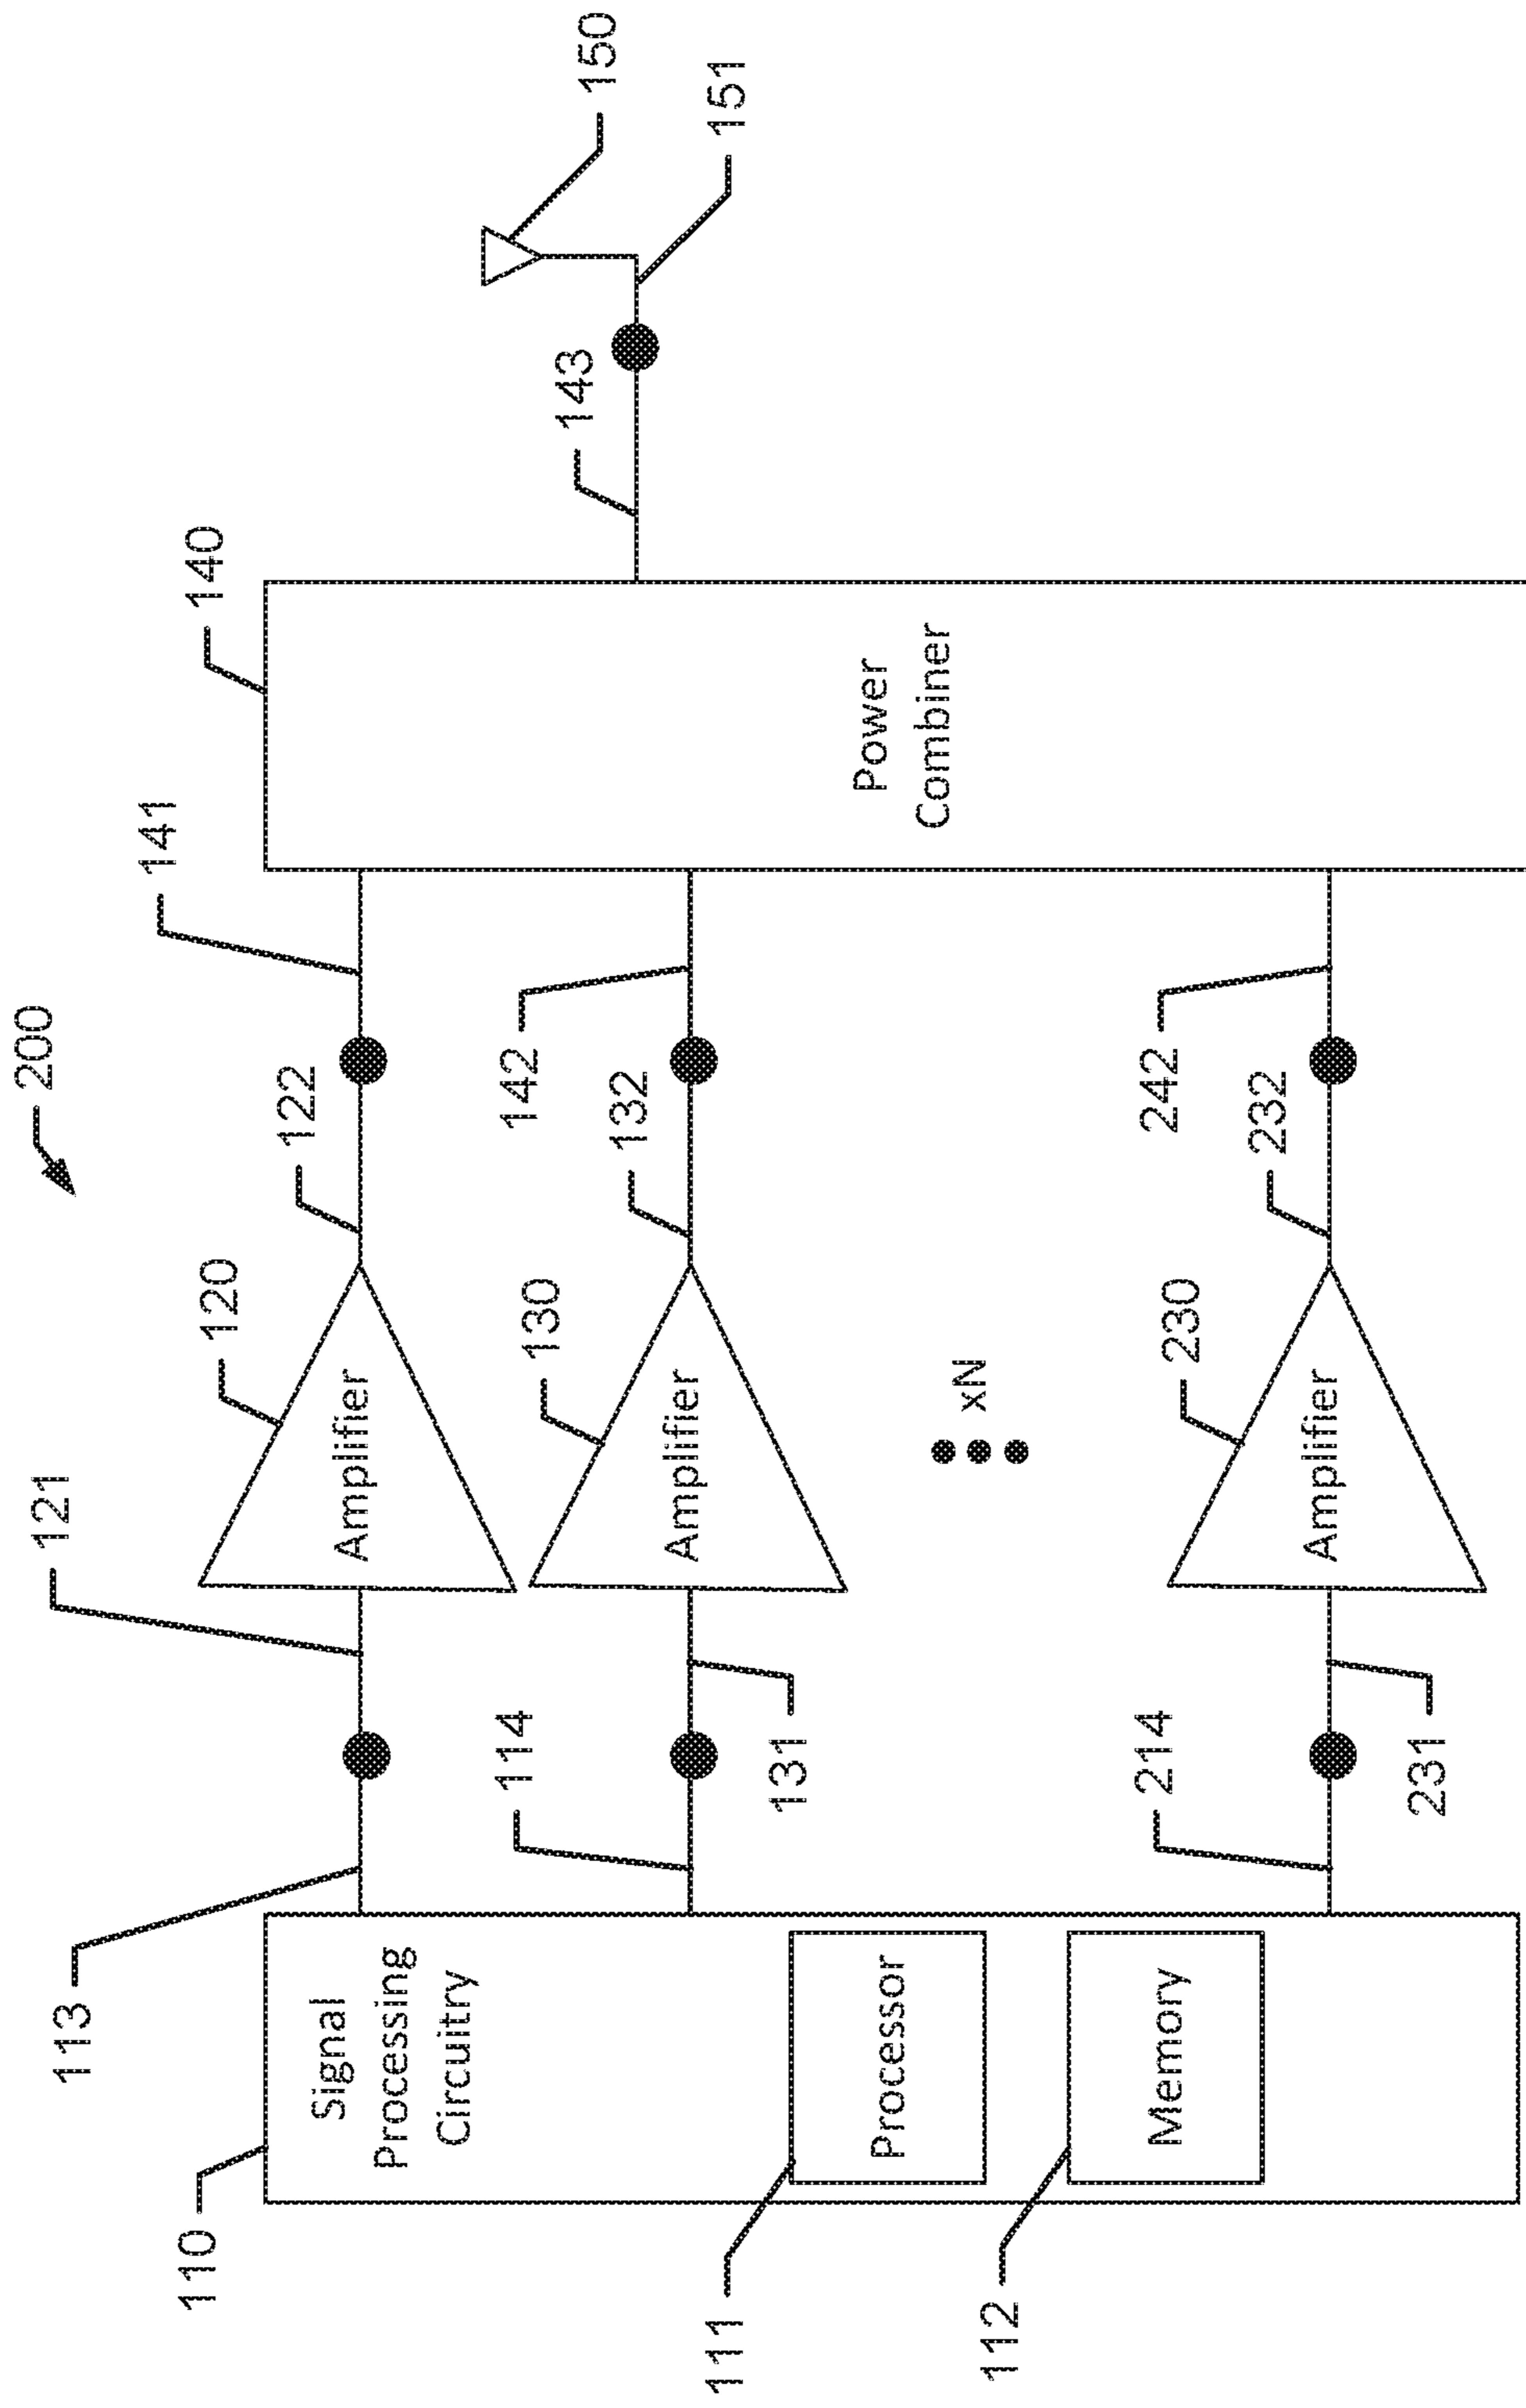 200
110
Signal
Processing
Circuitry
111
Processor
112
Memory
113
121
120
Amplifier
122
141
140
Power
Combiner
114
131
130
Amplifier
132
142
xN
214
231
230
Amplifier
232
242
143
150
151